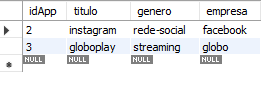 idApp titulo genero empresa
2 instagram rede-social facebook
3 globoplay streaming globo
NULL NULL NULL NULL